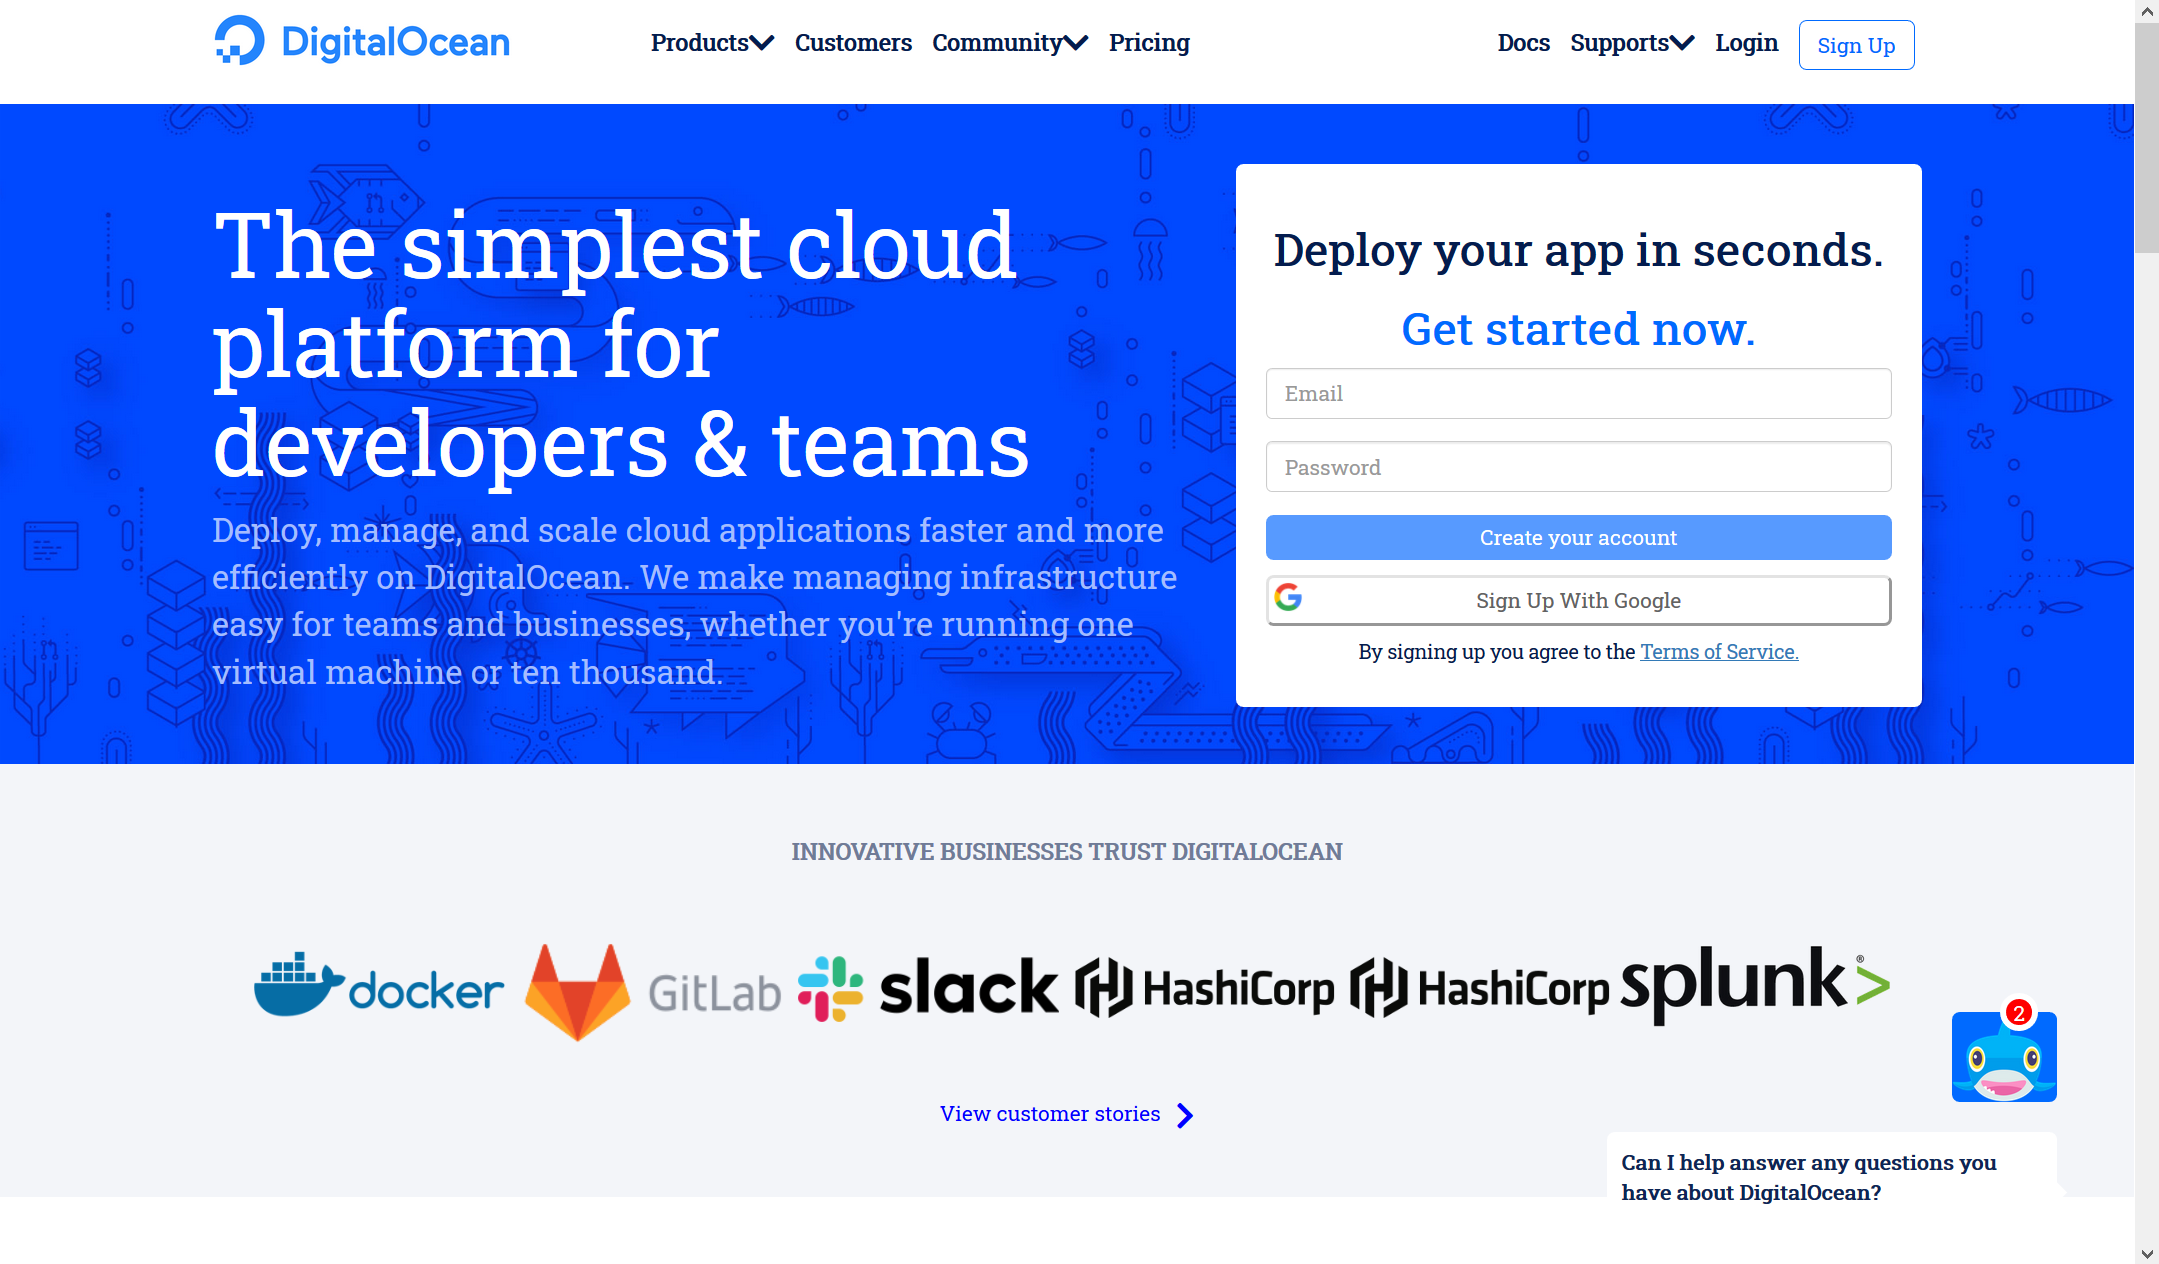 DigitalOcean
Products Customers Community Pricing
Docs Supports Login Sign Up
The simplest cloud
platform for
developers & teams
Deploy, manage, and scale cloud applications faster and more
efficiently on DigitalOcean. We make managing infrastructure
easy for teams and businesses, whether you're running one
virtual machine or ten thousand.
Deploy your app in seconds.
Get started now.
Email
Password
Create your account
Sign Up With Google
By signing up you agree to the Terms of Service.
INNOVATIVE BUSINESSES TRUST DIGITALOCEAN
docker GitLab slack HashiCorp HashiCorp splunk>®
View customer stories
2
Can I help answer any questions you
have about DigitalOcean?